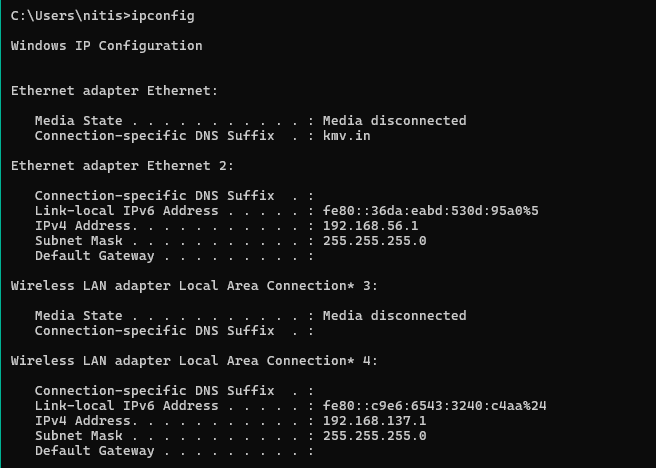 C:\Users\nitis>ipconfig
Windows IP Configuration
Ethernet adapter Ethernet:
   Media State . . . . . . . . . . . : Media disconnected
   Connection-specific DNS Suffix  . : kmv.in
Ethernet adapter Ethernet 2:
   Connection-specific DNS Suffix  . :
   Link-local IPv6 Address . . . . . : fe80::36da:eabd:530d:95a0%5
   IPv4 Address. . . . . . . . . . . : 192.168.56.1
   Subnet Mask . . . . . . . . . . . : 255.255.255.0
   Default Gateway . . . . . . . . . :
Wireless LAN adapter Local Area Connection* 3:
   Media State . . . . . . . . . . . : Media disconnected
   Connection-specific DNS Suffix  . :
Wireless LAN adapter Local Area Connection* 4:
   Connection-specific DNS Suffix  . :
   Link-local IPv6 Address . . . . . : fe80::c9e6:6543:3240:c4aa%24
   IPv4 Address. . . . . . . . . . . : 192.168.137.1
   Subnet Mask . . . . . . . . . . . : 255.255.255.0
   Default Gateway . . . . . . . . . :